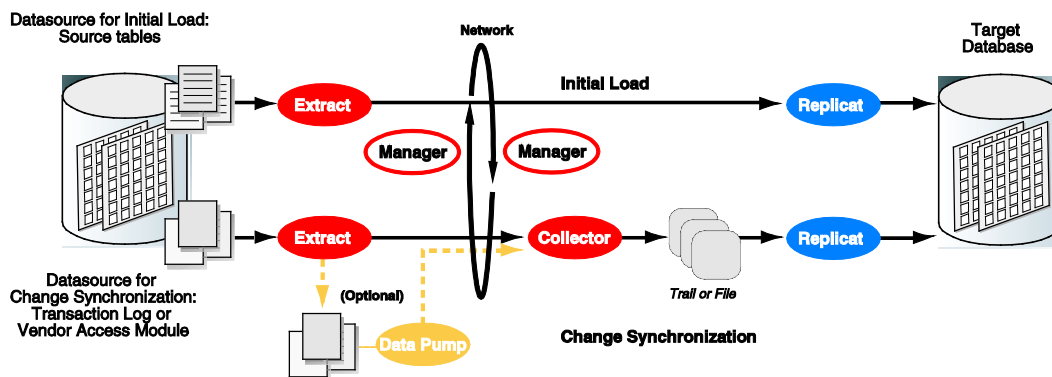 Datasource for Initial Load:
Source tables
Network
Target
Database
Initial Load
Extract
Replicat
Manager
Manager
Extract
Collector
Replicat
Datasource for
Change Synchronization:
Transaction Log or
Vendor Access Module
(Optional)
Trail or File
Data Pump
Change Synchronization